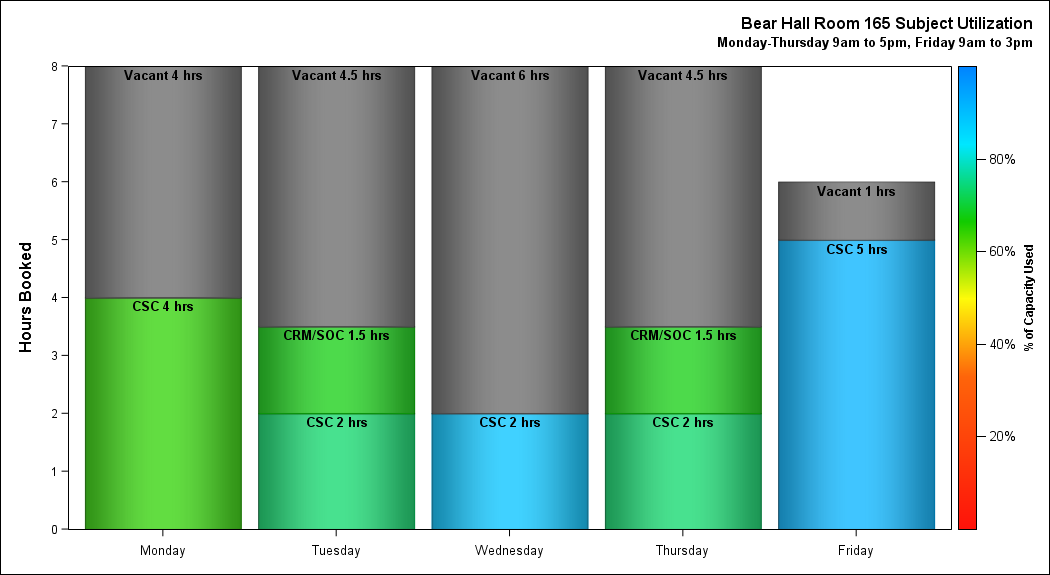 Bear Hall Room 165 Subject Utilization
Monday-Thursday 9am to 5pm, Friday 9am to 3pm
Hours Booked
8
7
6
5
4
3
2
1
0
Vacant 4 hrs
CSC 4 hrs
Vacant 4.5 hrs
CRM/SOC 1.5 hrs
CSC 2 hrs
Vacant 6 hrs
CSC 2 hrs
Vacant 4.5 hrs
CRM/SOC 1.5 hrs
CSC 2 hrs
Vacant 1 hrs
CSC 5 hrs
Monday Tuesday Wednesday Thursday Friday
80%
60%
40%
20%
% of Capacity Used